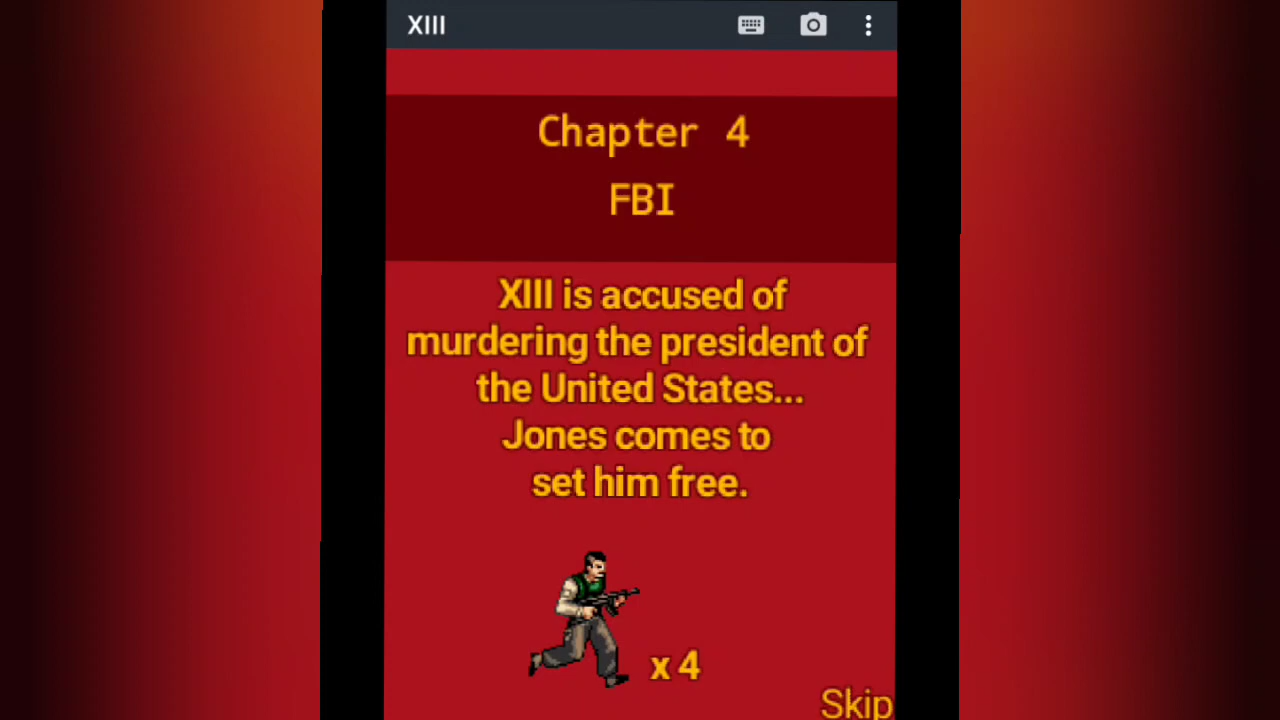 XIII
Chapter 4
FBI
XIII is accused of
murdering the president of
the United States...
Jones comes to
set him free.
x 4
Skip